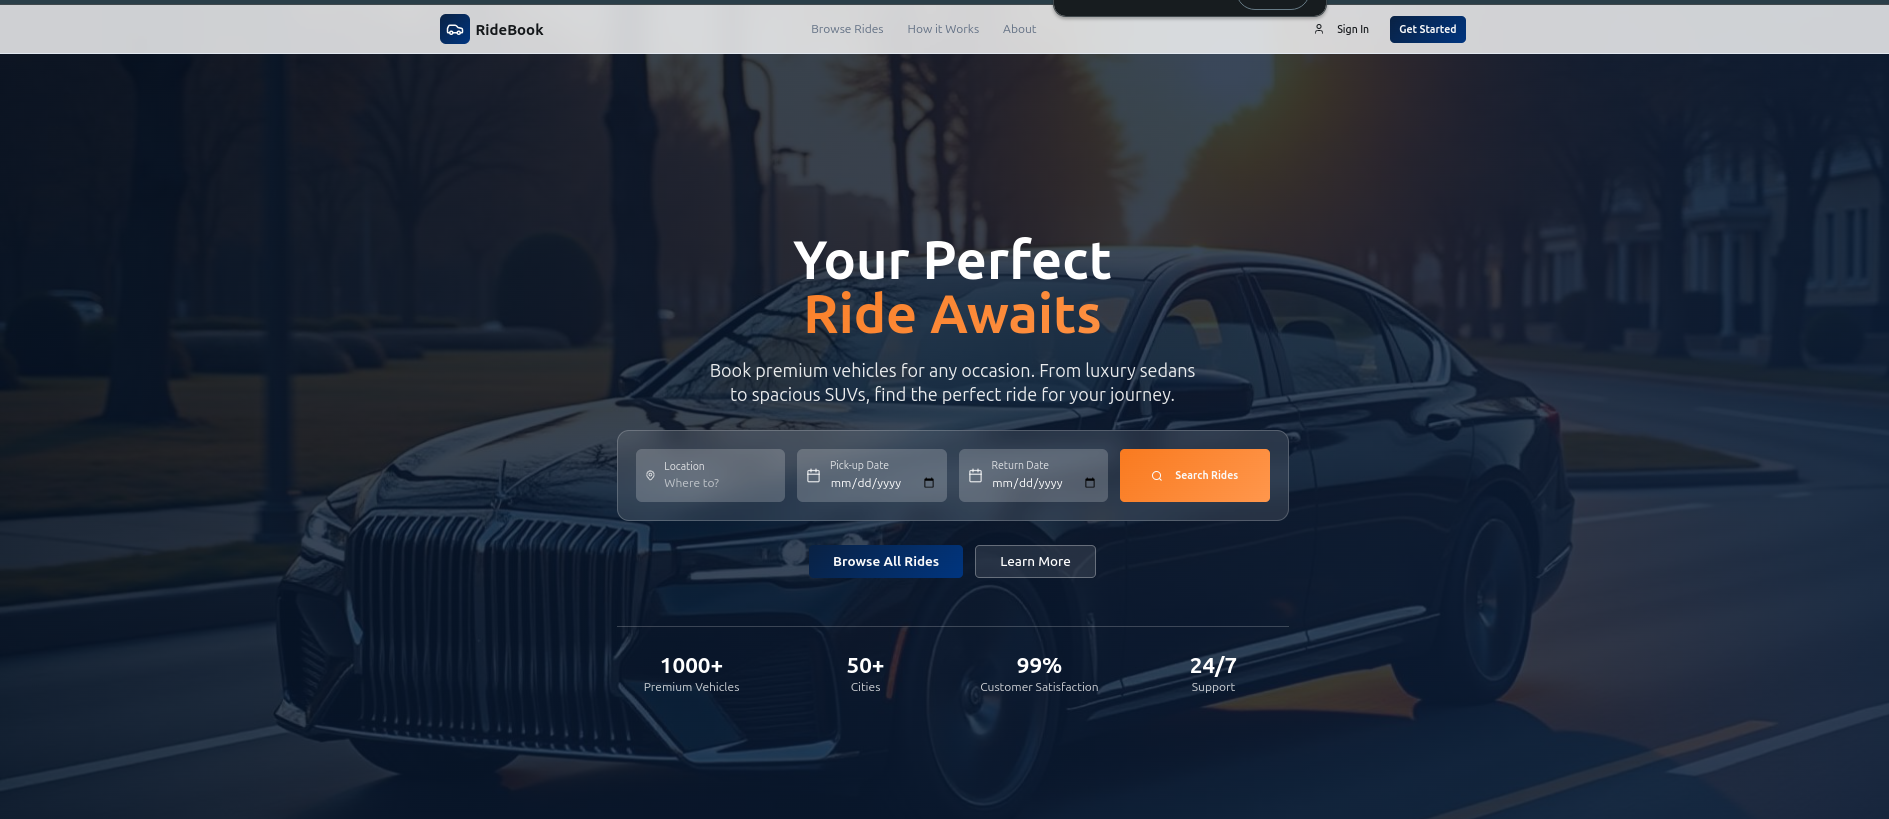 RideBook
Browse Rides
How it Works
About
Sign In
Get Started
Your Perfect
Ride Awaits
Book premium vehicles for any occasion. From luxury sedans
to spacious SUVs, find the perfect ride for your journey.
Location
Where to?
Pick-up Date
mm/dd/yyyy
Return Date
mm/dd/yyyy
Search Rides
Browse All Rides
Learn More
1000+
Premium Vehicles
50+
Cities
99%
Customer Satisfaction
24/7
Support